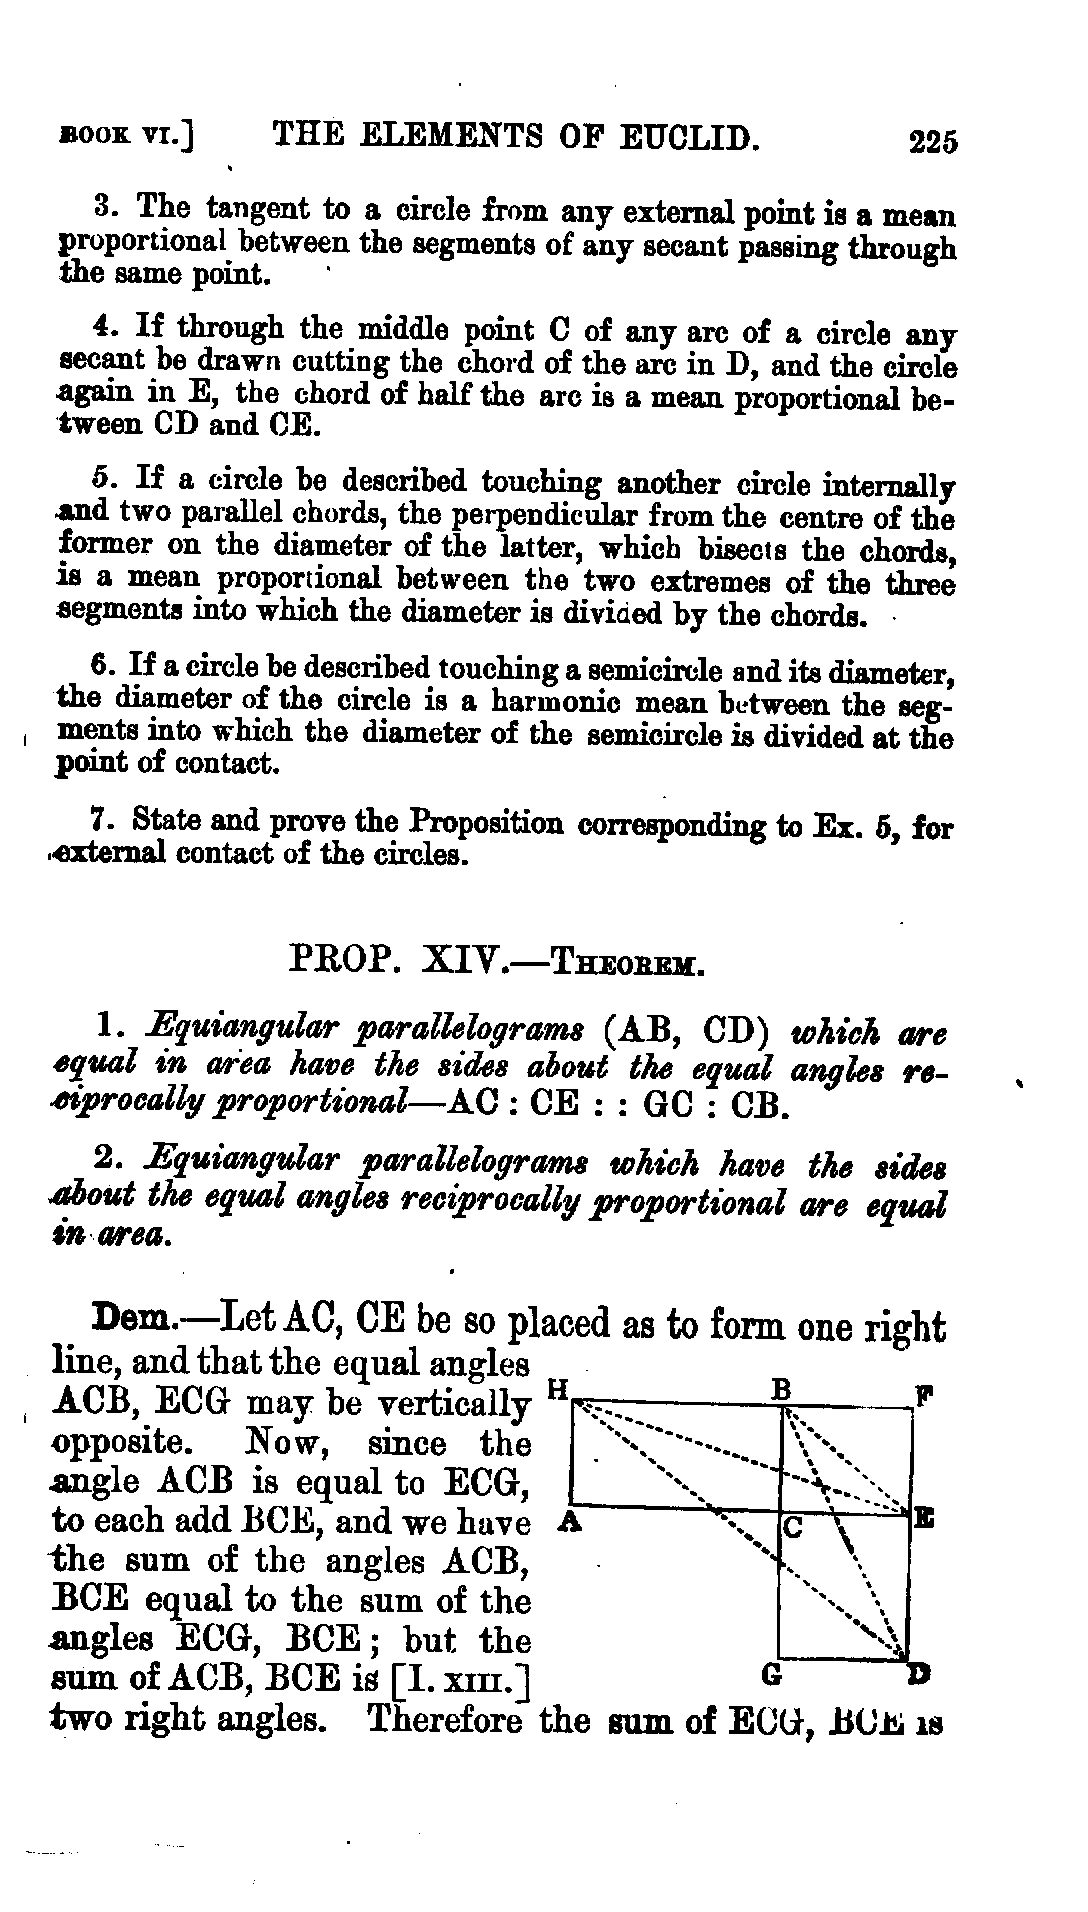 BOOK VI.] THE ELEMENTS OF EUCLID. 225
3. The tangent to a circle from any external point is a mean
proportional between the segments of any secant passing through
the same point.
4. If through the middle point C of any arc of a circle any
secant be drawn cutting the chord of the arc in D, and the circle
again in E, the chord of half the arc is a mean proportional be-
tween CD and CE.
5. If a circle be described touching another circle internally
and two parallel chords, the perpendicular from the centre of the
former on the diameter of the latter, which bisects the chords,
is a mean proportional between the two extremes of the three
segments into which the diameter is divided by the chords.
6. If a circle be described touching a semicircle and its diameter,
the diameter of the circle is a harmonic mean between the seg-
ments into which the diameter of the semicircle is divided at the
point of contact.
7. State and prove the Proposition corresponding to Ex. 5, for
external contact of the circles.
PROP. XIV.—THEOREM.
1. Equiangular parallelograms (AB, CD) which are
equal in area have the sides about the equal angles re-
ciprocally proportional—AC : CE : : GC : CB.
2. Equiangular parallelograms which have the sides
about the equal angles reciprocally proportional are equal
in area.
Dem.—Let AC, CE be so placed as to form one right
line, and that the equal angles
ACB, ECG may be vertically
opposite. Now, since the
angle ACB is equal to ECG,
to each add BCE, and we have
the sum of the angles ACB,
BCE equal to the sum of the
angles ECG, BCE; but the
sum of ACB, BCE is [I. XIII.]
two right angles. Therefore the sum of ECG, BCE is
H B F
A C E
G D